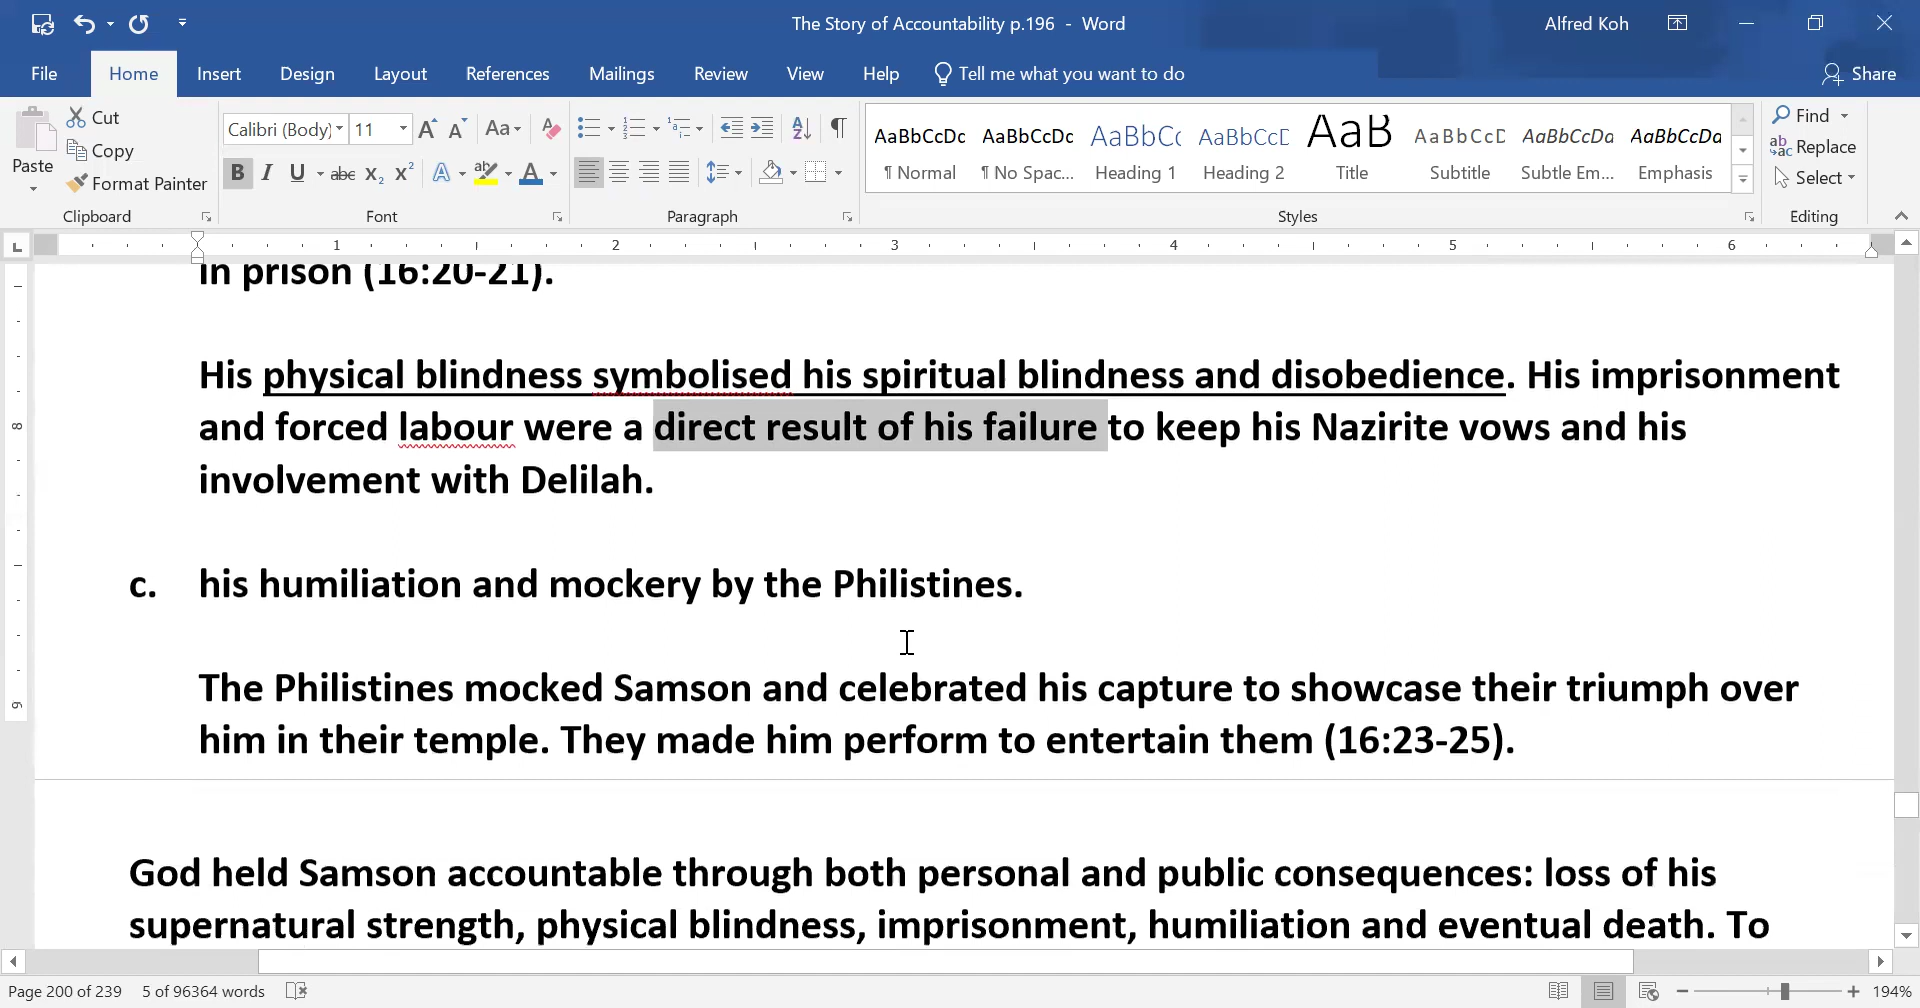 The Story of Accountability p.196 - Word
Alfred Koh
File Home Insert Design Layout References Mailings Review View Help Tell me what you want to do Share
Paste
Cut
Copy
Format Painter
Clipboard
Calibri (Body) 11
Font
Paragraph
AaBbCcDc AaBbCcDc AaBbC AaBbCcD AaB AaBbCcD AaBbCcDa AaBbCcDa
¶ Normal ¶ No Spac... Heading 1 Heading 2 Title Subtitle Subtle Em... Emphasis
Styles
Find
Replace
Select
Editing
1 2 3 4 5 6
in prison (16:20-21).
His physical blindness symbolised his spiritual blindness and disobedience. His imprisonment
and forced labour were a direct result of his failure to keep his Nazirite vows and his
involvement with Delilah.
c. his humiliation and mockery by the Philistines.
The Philistines mocked Samson and celebrated his capture to showcase their triumph over
him in their temple. They made him perform to entertain them (16:23-25).
God held Samson accountable through both personal and public consequences: loss of his
supernatural strength, physical blindness, imprisonment, humiliation and eventual death. To
Page 200 of 239 5 of 96364 words 194%